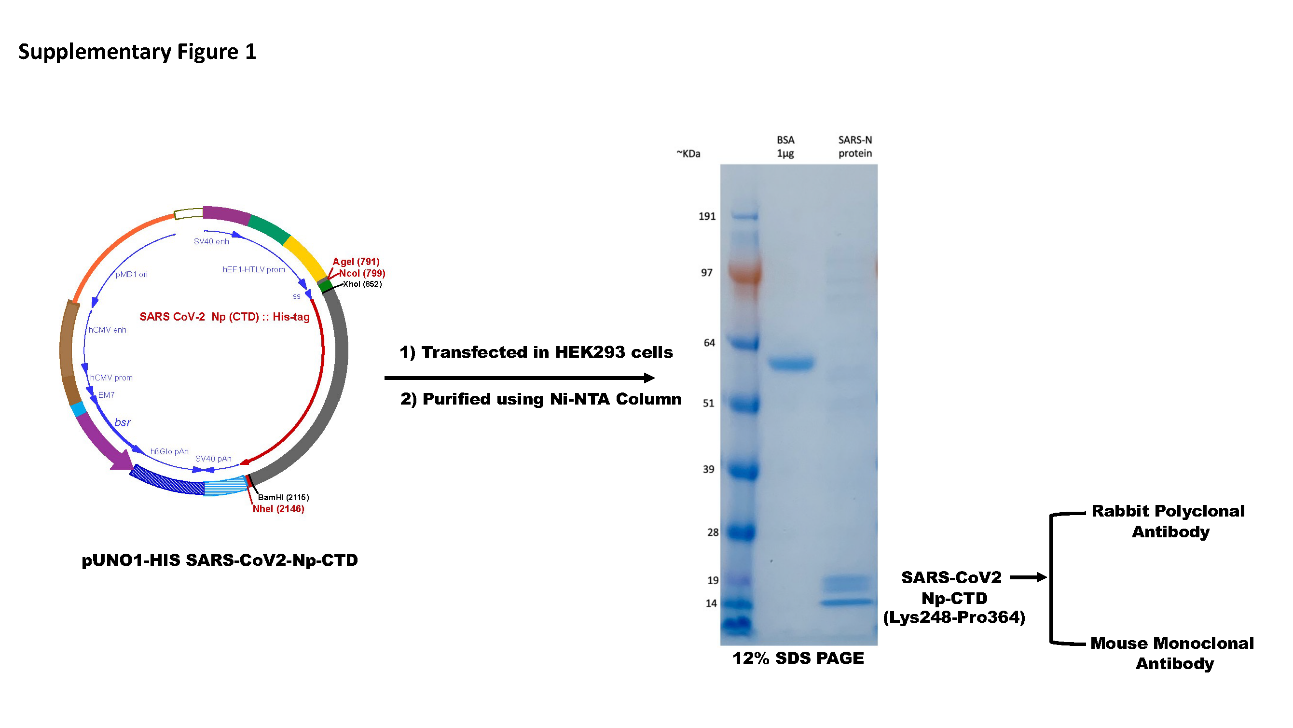 Supplementary Figure 1
SV40 enh
hEF1-HTLV prom
ss
AgeI (791)
NcoI (799)
XhoI (852)
pMB1 ori
SARS CoV-2 Np (CTD) :: His-tag
hCMV enh
hCMV prom
EM7
bsr
hßGlo pAn
SV40 pAn
BamHI (2115)
NheI (2146)
pUNO1-HIS SARS-CoV2-Np-CTD
1) Transfected in HEK293 cells
2) Purified using Ni-NTA Column
~KDa
BSA
1µg
SARS-N
protein
191
97
64
51
39
28
19
14
12% SDS PAGE
SARS-CoV2
Np-CTD
(Lys248-Pro364)
Rabbit Polyclonal
Antibody
Mouse Monoclonal
Antibody